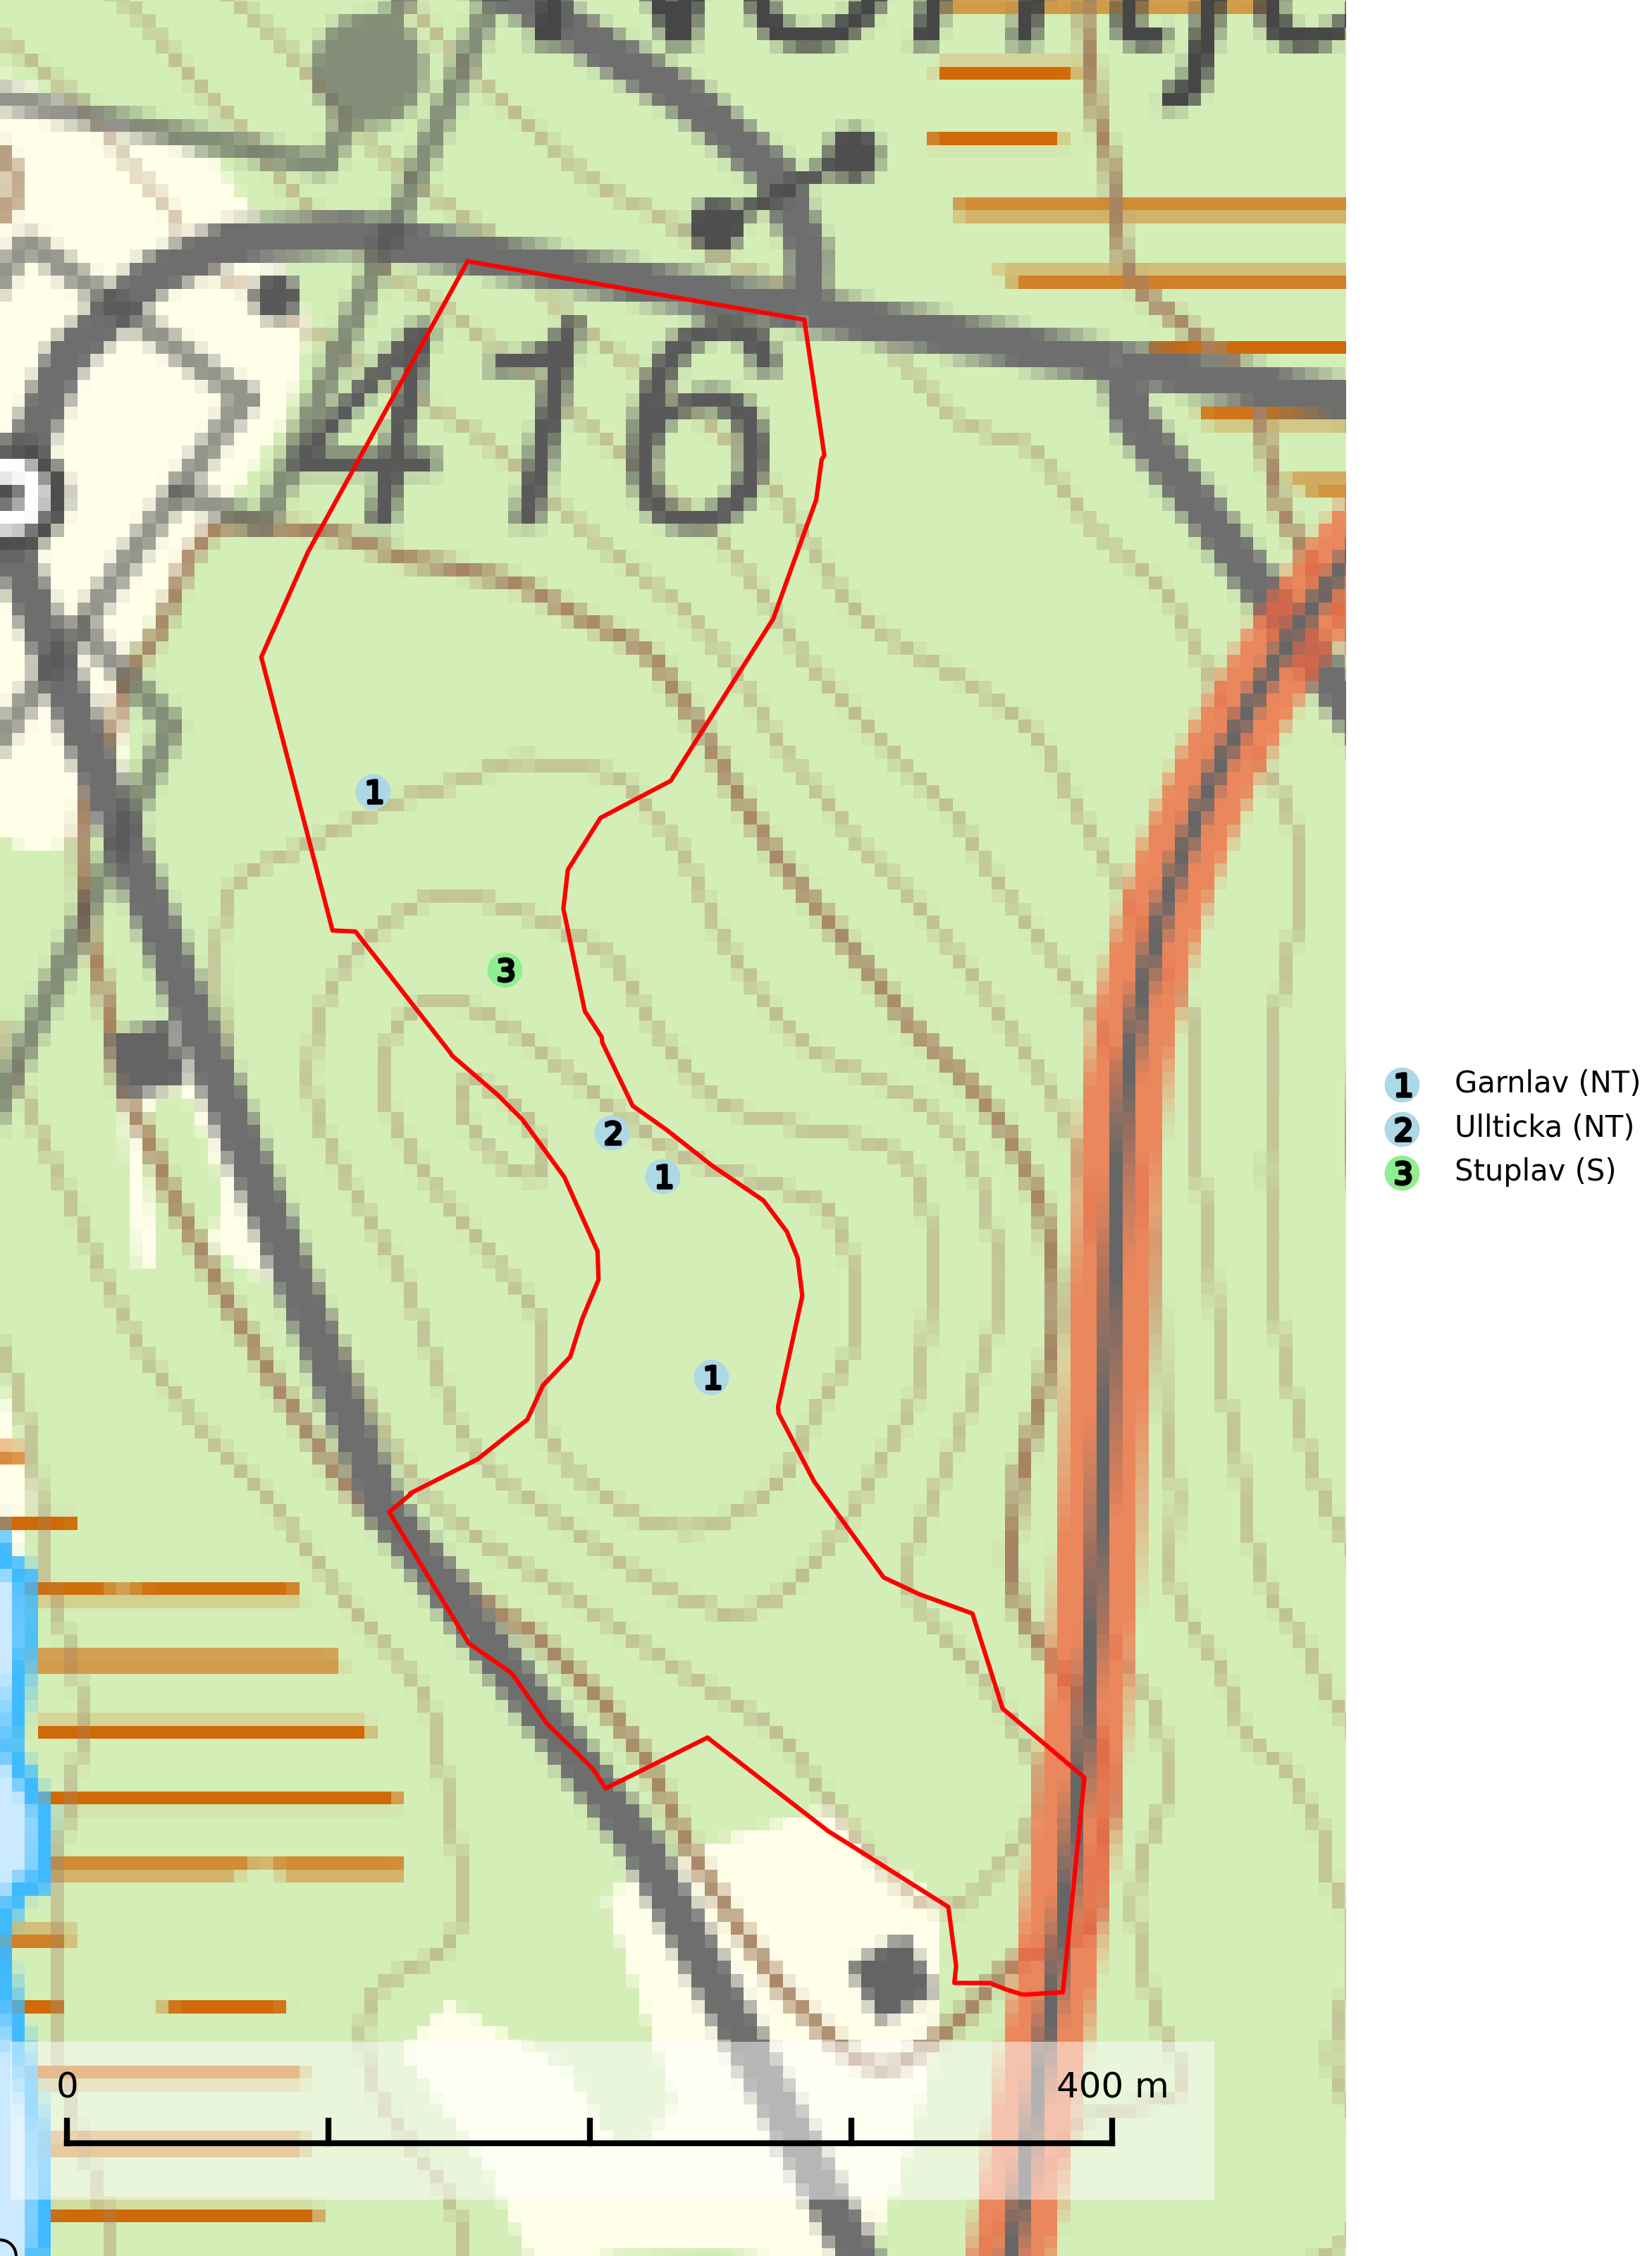 416
1
3
2
1
1
1 Garnlav (NT)
2 Ullticka (NT)
3 Stuplav (S)
0 400 m